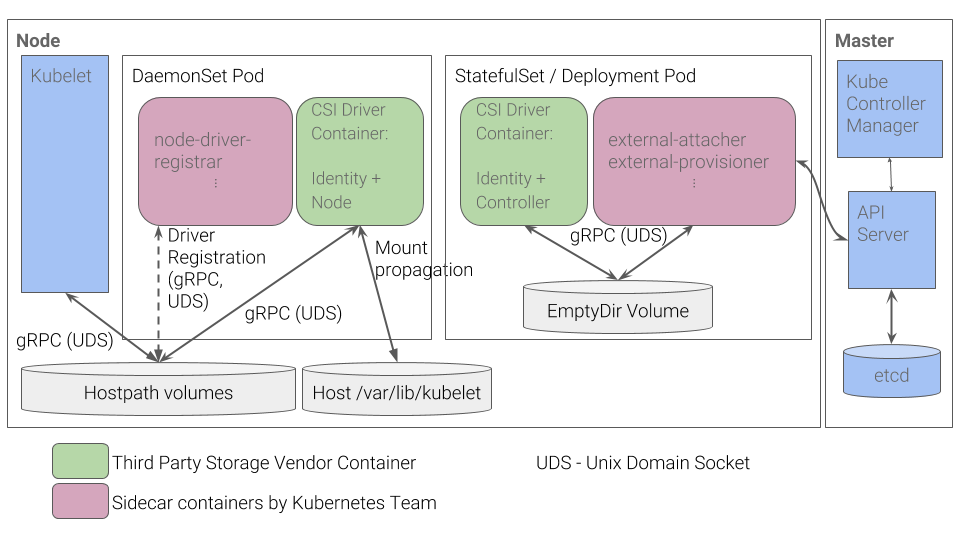 Node
Kubelet
DaemonSet Pod
node-driver-
registrar
⋮
CSI Driver
Container:
Identity +
Node
StatefulSet / Deployment Pod
CSI Driver
Container:
Identity +
Controller
external-attacher
external-provisioner
⋮
Master
Kube
Controller
Manager
API
Server
Driver
Registration
(gRPC,
UDS)
Mount
propagation
gRPC (UDS)
gRPC (UDS)
gRPC (UDS)
EmptyDir Volume
Hostpath volumes
Host /var/lib/kubelet
etcd
Third Party Storage Vendor Container
UDS - Unix Domain Socket
Sidecar containers by Kubernetes Team